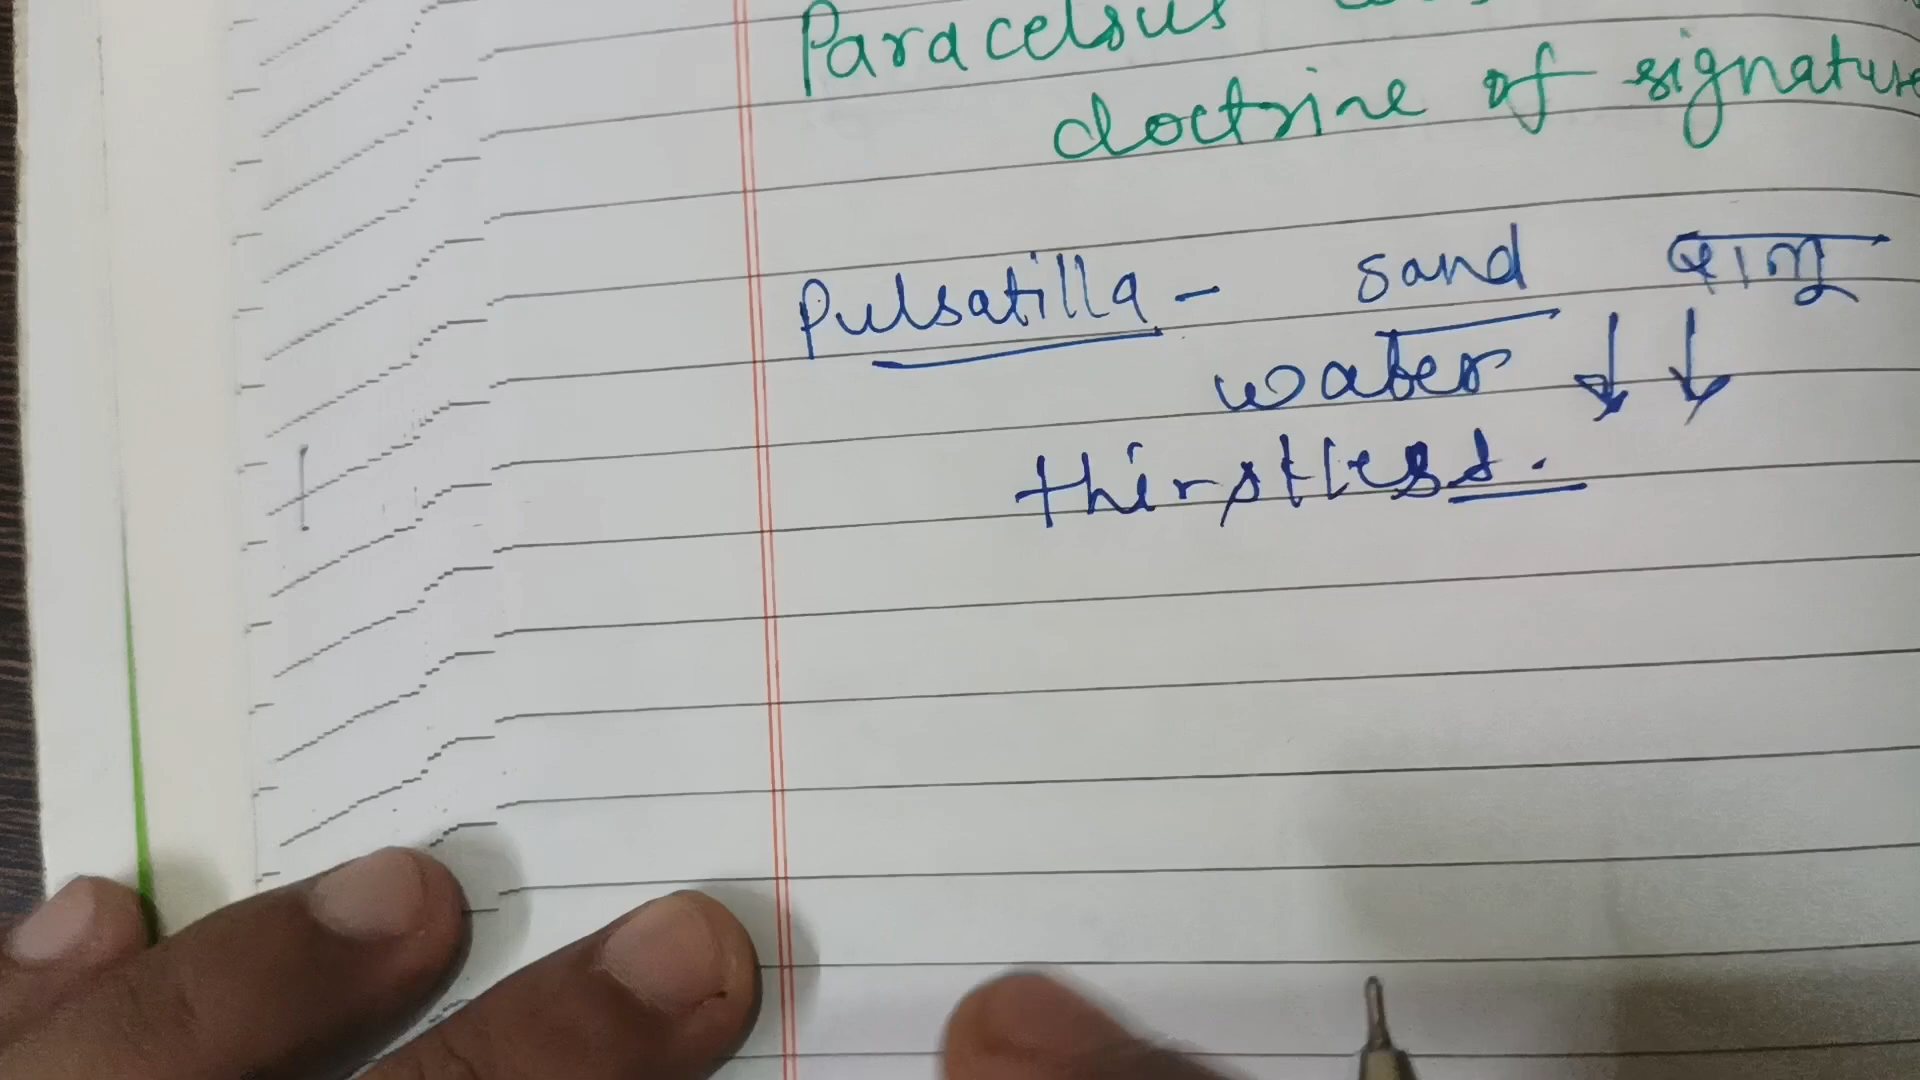 Paracelsus
doctrine of signature
Pulsatilla - sand बालू
water ↓ ↓
thirstless.